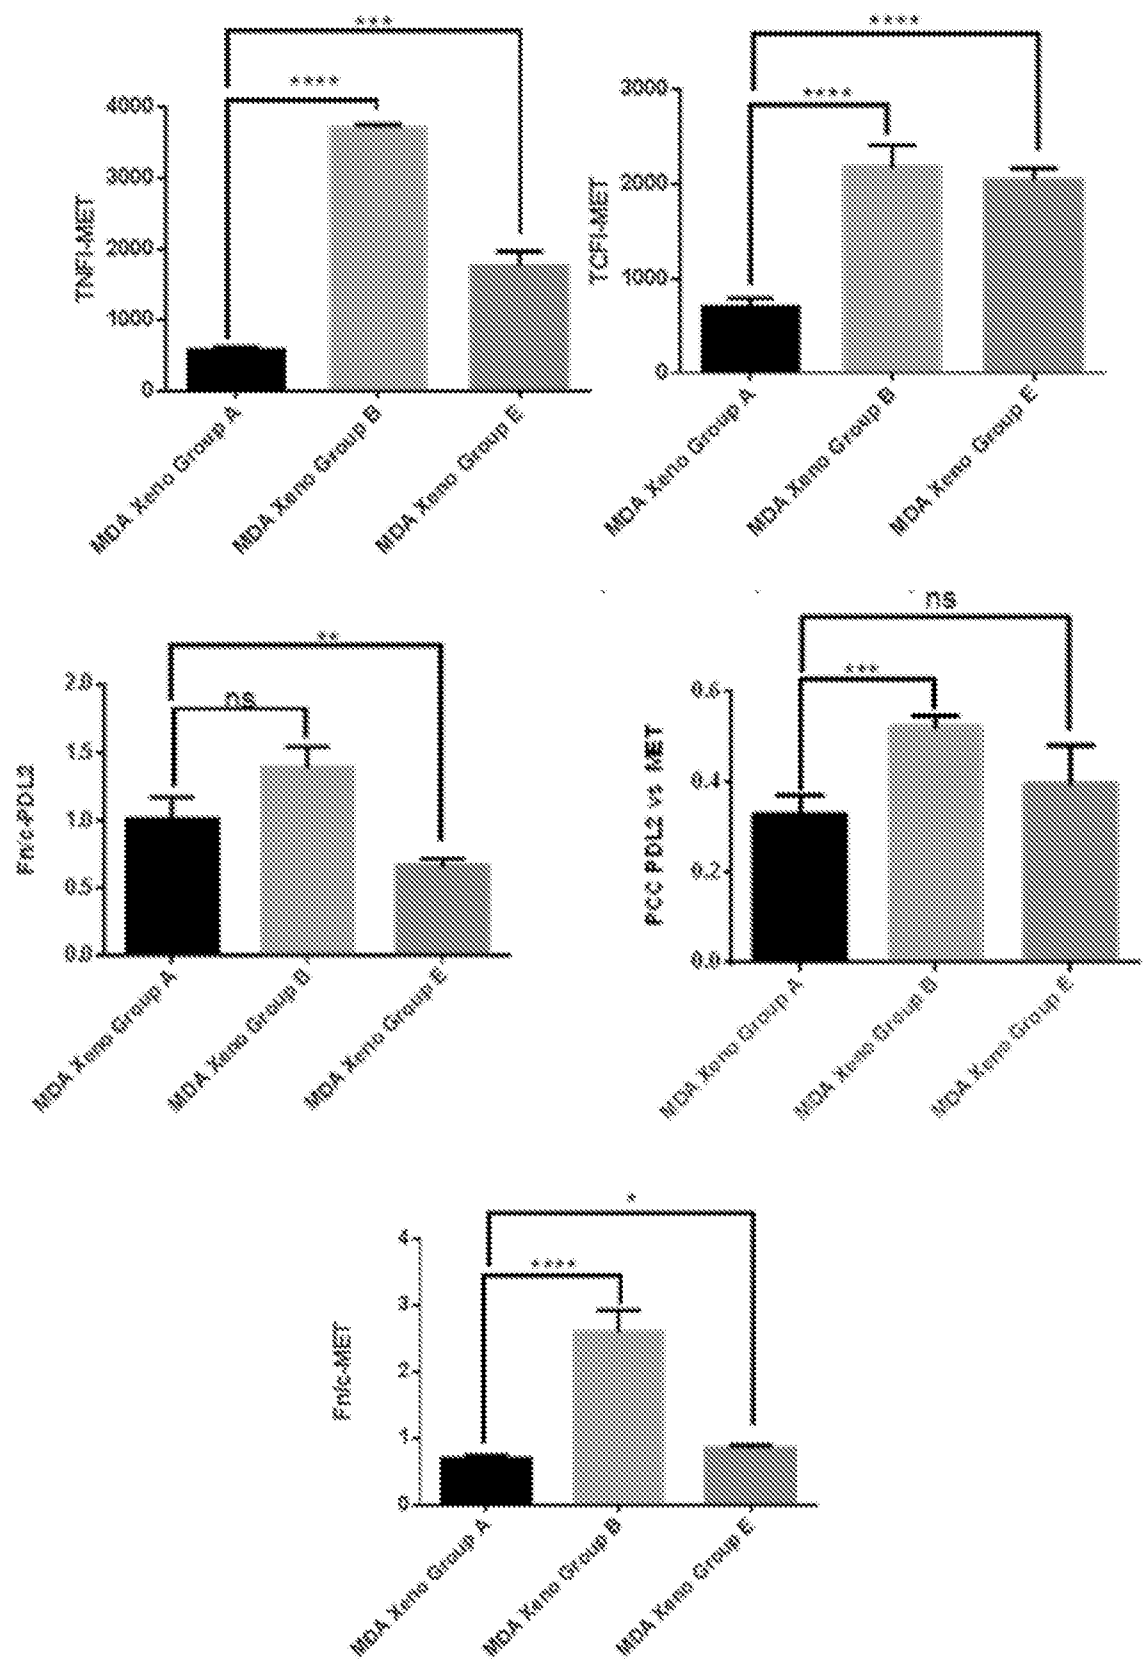 ***
****
4000
3000
2000
1000
0
TNFI-MET
MDA Xeno Group A
MDA Xeno Group B
MDA Xeno Group E
****
****
3000
2000
1000
0
TCFI-MET
MDA Xeno Group A
MDA Xeno Group B
MDA Xeno Group E
**
ns
2.0
1.5
1.0
0.5
0.0
Fn/c-PDL2
MDA Xeno Group A
MDA Xeno Group B
MDA Xeno Group E
ns
***
0.6
0.4
0.2
0.0
PCC PDL2 vs MET
MDA Xeno Group A
MDA Xeno Group B
MDA Xeno Group E
*
****
4
3
2
1
0
Fn/c-MET
MDA Xeno Group A
MDA Xeno Group B
MDA Xeno Group E